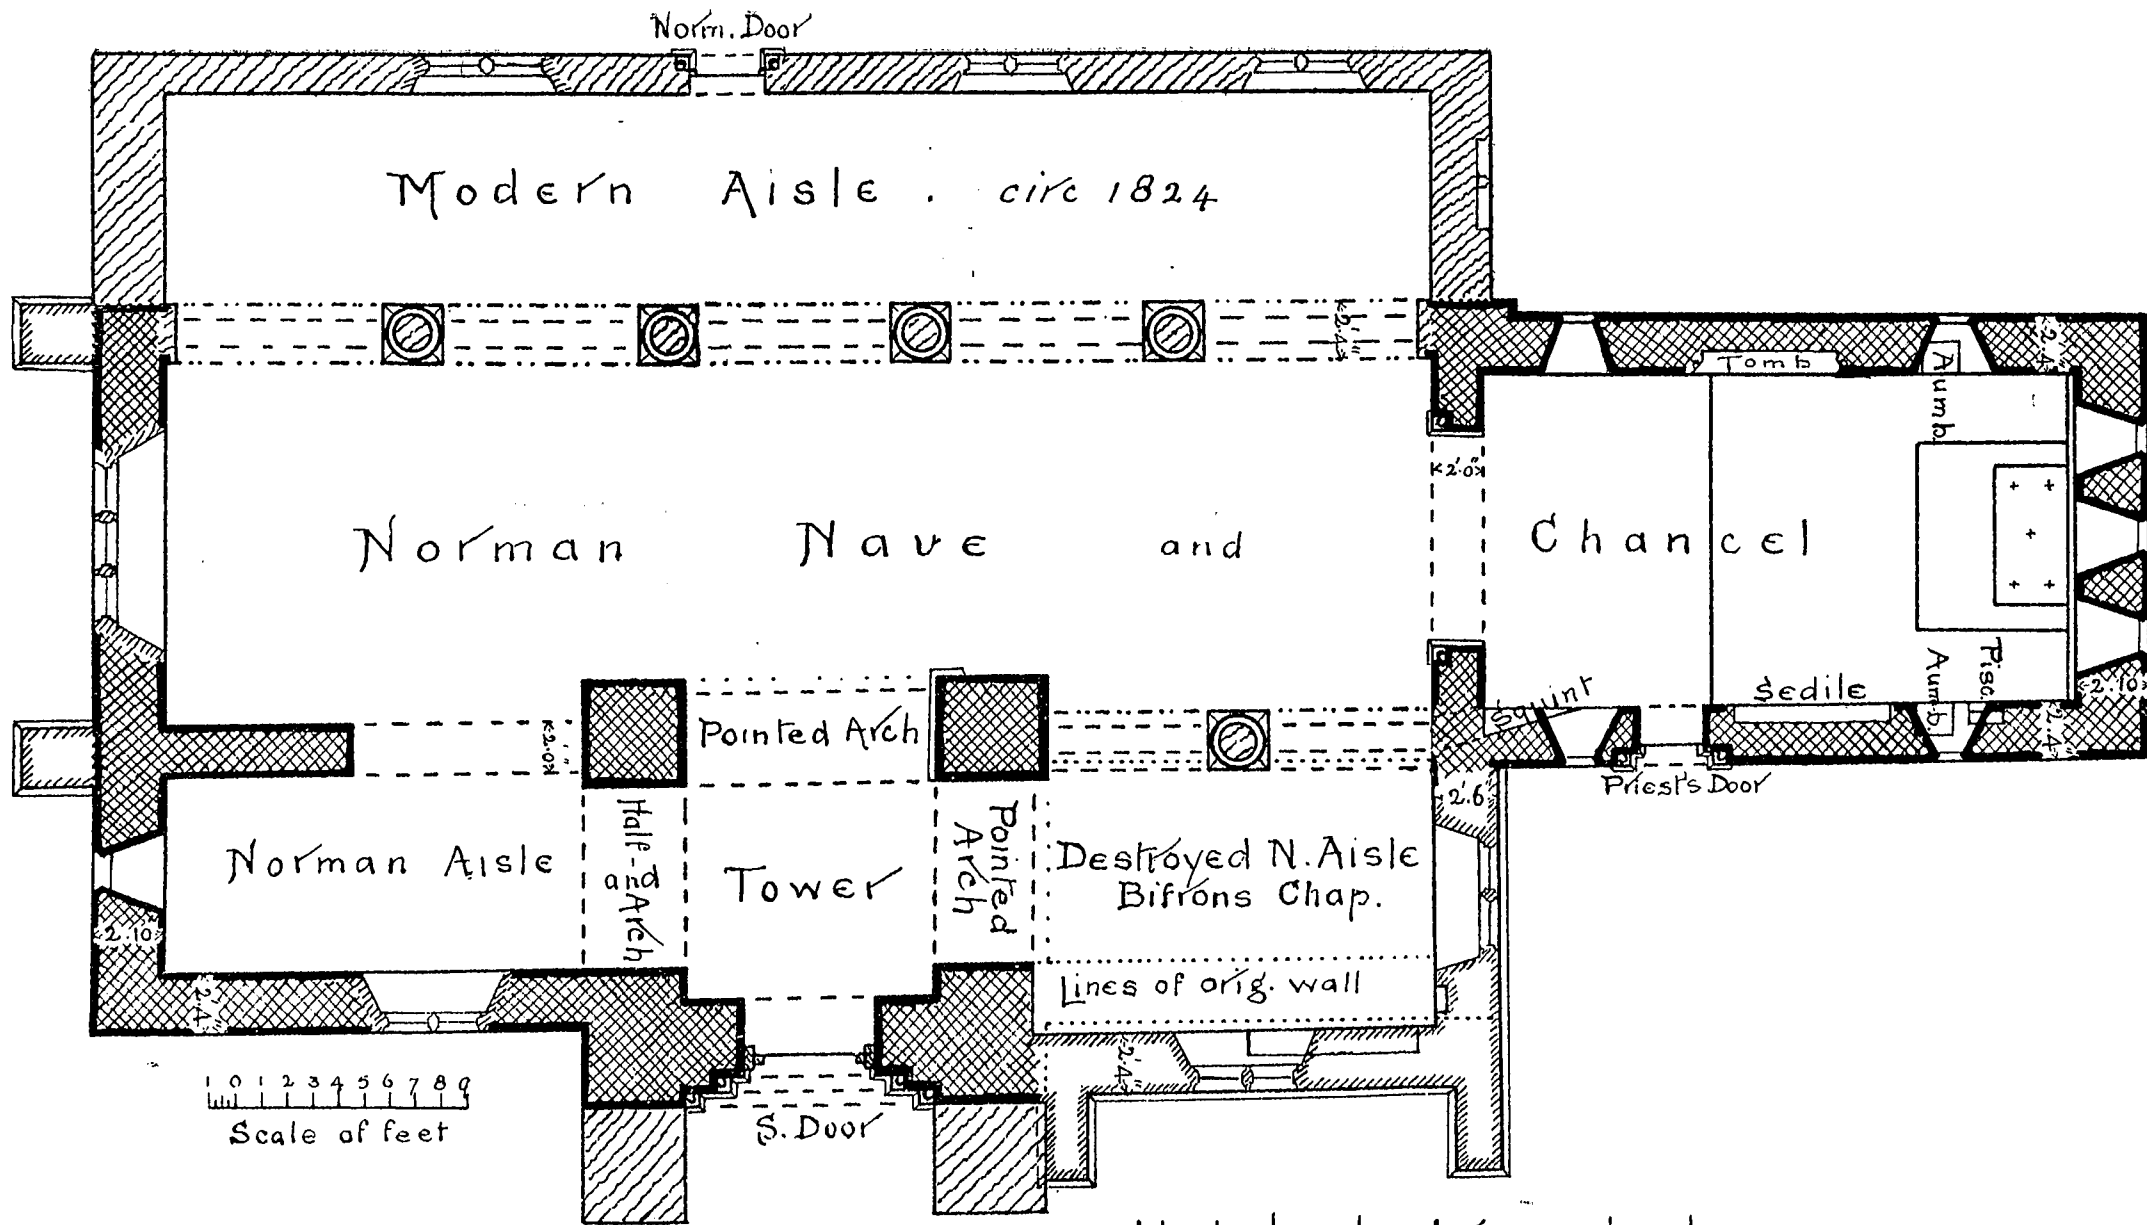 Norm. Door
Modern Aisle. circ 1824
2'.4"
Tomb
Aumb.
2'.4"
2'.0"
Norman Nave and Chancel
Squint
Sedile
Aumb
Pisc.
2.10
2'.4"
Priest's Door
Pointed Arch
2'.0"
2'.6
Norman Aisle
Half-
and Arch
Tower
Pointed
Arch
Destroyed N. Aisle
Bifrons Chap.
Lines of orig. wall
2.10
2'.4"
2'.4"
1 0 1 2 3 4 5 6 7 8 9
Scale of feet
S. Door